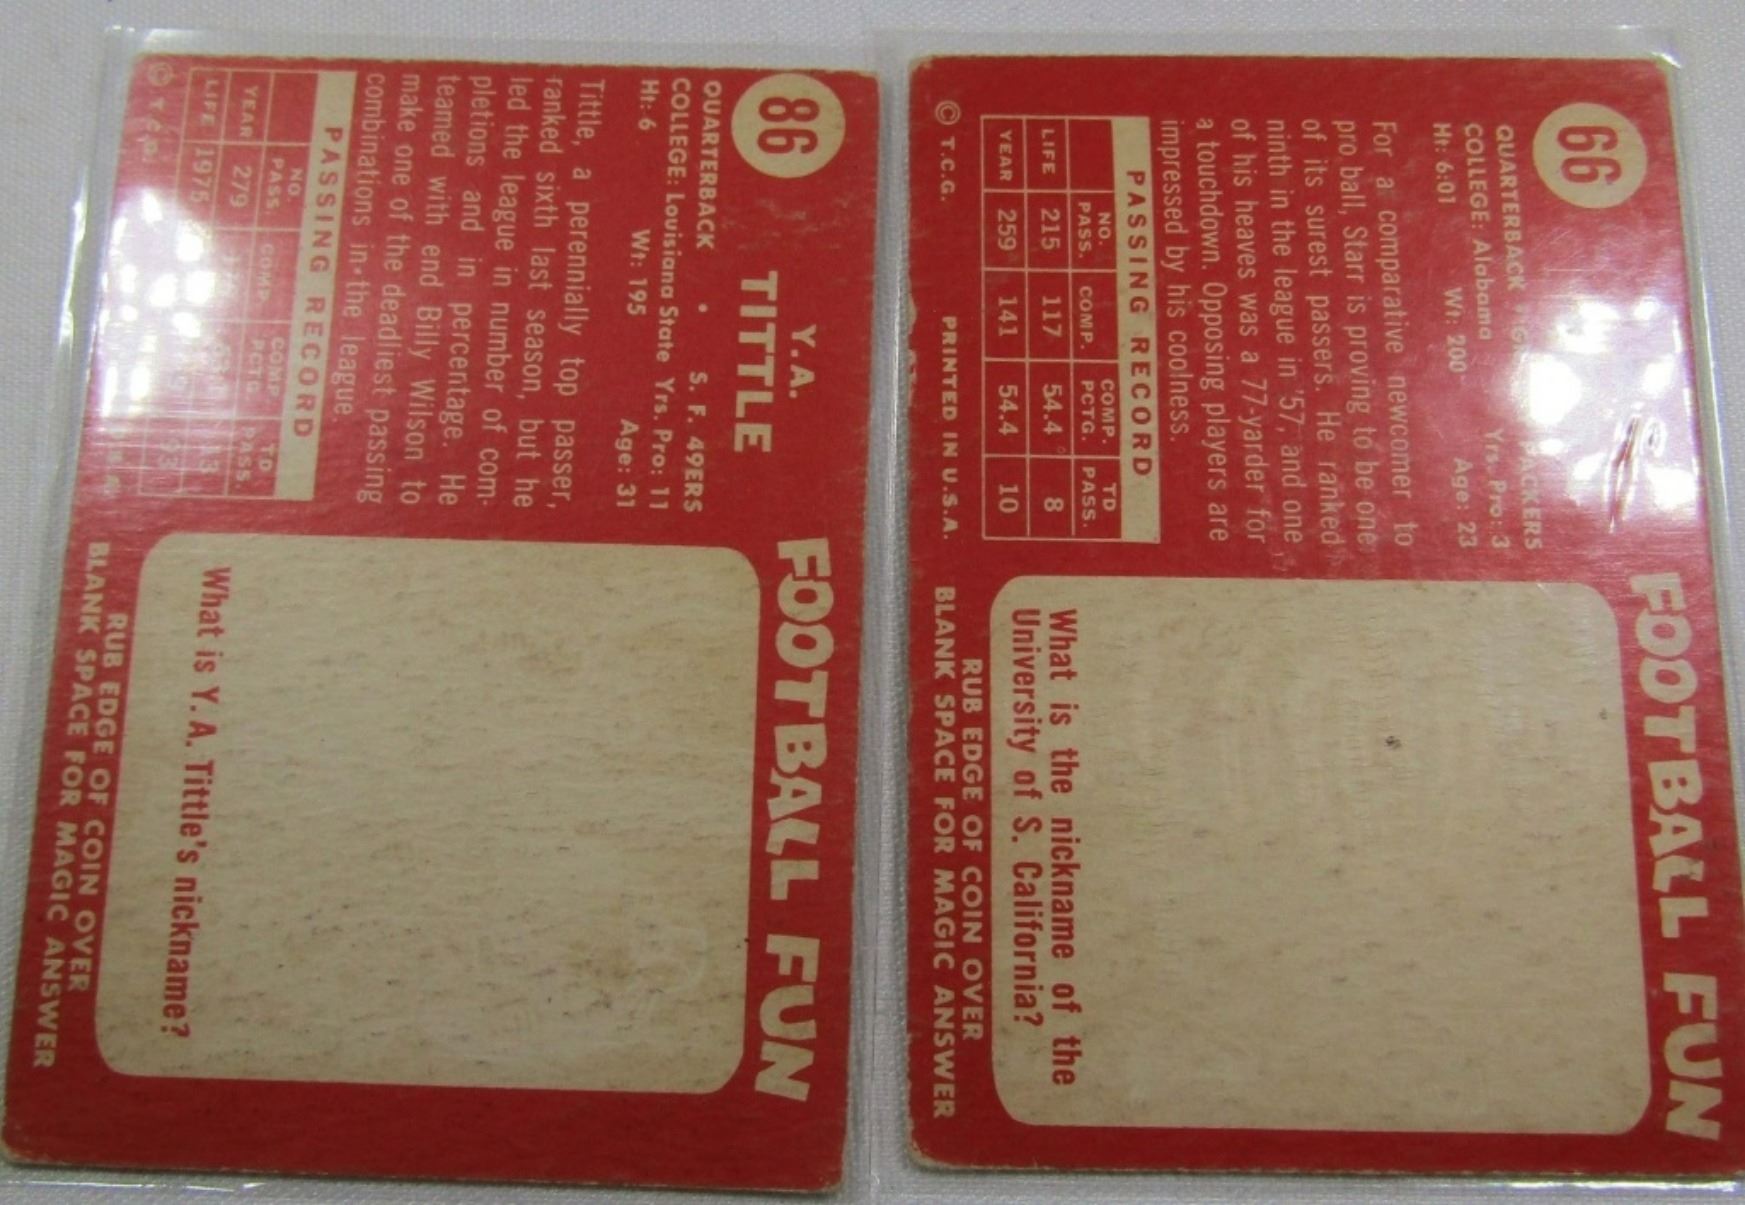 86
Y.A.
TITTLE
QUARTERBACK • S. F. 49ERS
COLLEGE: Louisiana State Yrs. Pro: 11
Ht: 6 Wt: 195 Age: 31
Tittle, a perennially top passer,
ranked sixth last season, but he
led the league in number of com-
pletions and in percentage. He
teamed with end Billy Wilson to
make one of the deadliest passing
combinations in the league.
PASSING RECORD
NO. PASS. COMP. COMP. PCTG. TD PASS.
YEAR 279
LIFE 1975
© T.C.G.
FOOTBALL FUN
What is Y. A. Tittle's nickname?
RUB EDGE OF COIN OVER
BLANK SPACE FOR MAGIC ANSWER
66
QUARTERBACK PACKERS
COLLEGE: Alabama Yrs. Pro: 3
Ht: 6:01 Wt: 200 Age: 23
For a comparative newcomer to
pro ball, Starr is proving to be one
of its surest passers. He ranked
ninth in the league in '57, and one
of his heaves was a 77-yarder for
a touchdown. Opposing players are
impressed by his coolness.
PASSING RECORD
NO. PASS. COMP. COMP. PCTG. TD PASS.
LIFE 215 117 54.4 8
YEAR 259 141 54.4 10
© T.C.G. PRINTED IN U.S.A.
FOOTBALL FUN
What is the nickname of the
University of S. California?
RUB EDGE OF COIN OVER
BLANK SPACE FOR MAGIC ANSWER